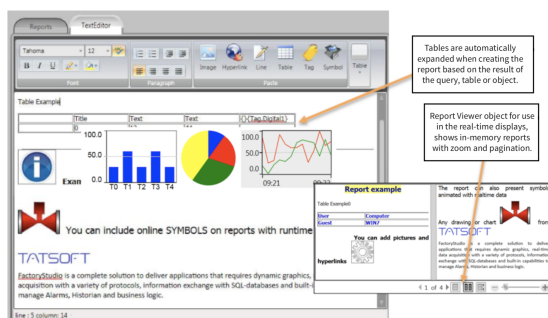 Reports
TextEditor
Tahoma
12
B I U
Font
Paragraph
Image Hyperlink Line Table Tag Symbol
Paste
Table
Table Example
Title
Text
Text
{}{Tag.Digital1}
100.0
50.0
0.0
T0 T1 T2 T3 T4
100.0
50.0
0.0
09:21
Exan
You can include online SYMBOLS on reports with runtime
TATSOFT
FactoryStudio is a complete solution to deliver applications that requires dynamic graphics,
acquisition with a variety of protocols, information exchange with SQL-databases and built-i
manage Alarms, Historian and business logic.
line : 5 column: 14
Tables are automatically
expanded when creating the
report based on the result of
the query, table or object.
Report Viewer object for use
in the real-time displays,
shows in-memory reports
with zoom and pagination.
Report example
Table Example0
User
Computer
Guest
WIN7
You can add pictures and
hyperlinks
The report can also present symbol
animated with realtime data
Any drawing or chart
from
TATSOFT
FactoryStudio is a complete solution to deliver
applications that requires dynamic graphics, real-time
data acquisition with a variety of protocols, information
exchange with SQL-databases and built-in capabilities t
manage Alarms, Historian and business logic.
1 of 4